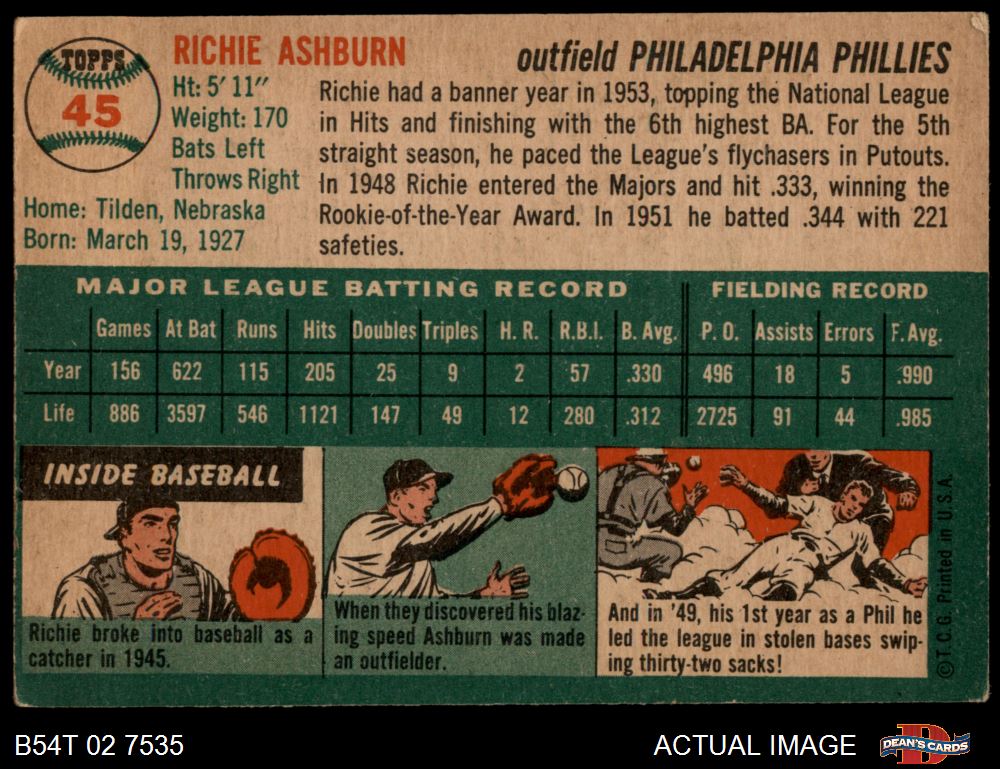 TOPPS
45
RICHIE ASHBURN
outfield PHILADELPHIA PHILLIES
Ht: 5' 11"
Weight: 170
Bats Left
Throws Right
Home: Tilden, Nebraska
Born: March 19, 1927
Richie had a banner year in 1953, topping the National League
in Hits and finishing with the 6th highest BA. For the 5th
straight season, he paced the League's flychasers in Putouts.
In 1948 Richie entered the Majors and hit .333, winning the
Rookie-of-the-Year Award. In 1951 he batted .344 with 221
safeties.
MAJOR LEAGUE BATTING RECORD FIELDING RECORD
Games At Bat Runs Hits Doubles Triples H. R. R.B.I. B. Avg. P. O. Assists Errors F. Avg.
Year 156 622 115 205 25 9 2 57 .330 496 18 5 .990
Life 886 3597 546 1121 147 49 12 280 .312 2725 91 44 .985
INSIDE BASEBALL
Richie broke into baseball as a
catcher in 1945.
When they discovered his blaz-
ing speed Ashburn was made
an outfielder.
And in '49, his 1st year as a Phil he
led the league in stolen bases swip-
ing thirty-two sacks!
© T. C. G. Printed in U. S. A.
B54T 02 7535
ACTUAL IMAGE
DEAN'S CARDS